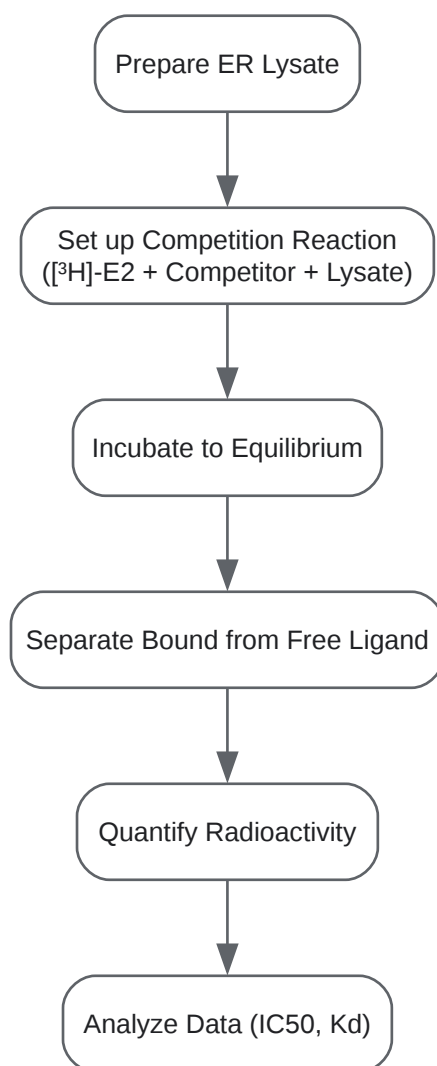 Prepare ER Lysate
Set up Competition Reaction
([³H]-E2 + Competitor + Lysate)
Incubate to Equilibrium
Separate Bound from Free Ligand
Quantify Radioactivity
Analyze Data (IC50, Kd)